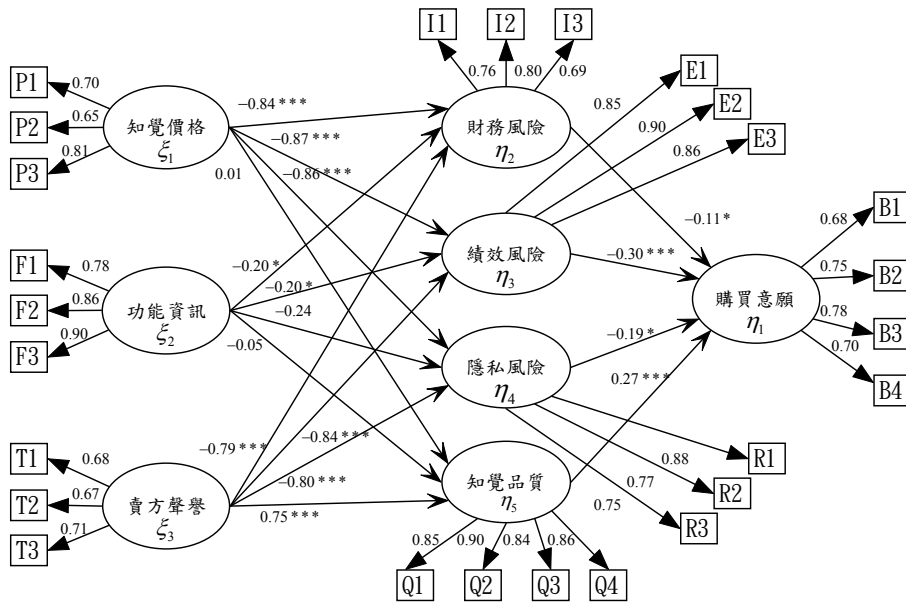 I1 I2 I3
P1 0.70
P2 0.65
P3 0.81
知覺價格
ξ1
−0.84***
−0.87***
−0.86***
0.01
0.76 0.80 0.69
財務風險
η2
0.85 E1
0.90 E2
0.86 E3
−0.11*
F1 0.78
F2 0.86
F3 0.90
功能資訊
ξ2
−0.20*
−0.20*
−0.24
−0.05
績效風險
η3
−0.30***
購買意願
η1
0.68 B1
0.75 B2
0.78 B3
0.70 B4
隱私風險
η4
−0.19*
0.27***
T1 0.68
T2 0.67
T3 0.71
賣方聲譽
ξ3
−0.79***
−0.84***
−0.80***
0.75***
知覺品質
η5
0.88 R1
0.77 R2
0.75 R3
0.85 0.90 0.84 0.86
Q1 Q2 Q3 Q4